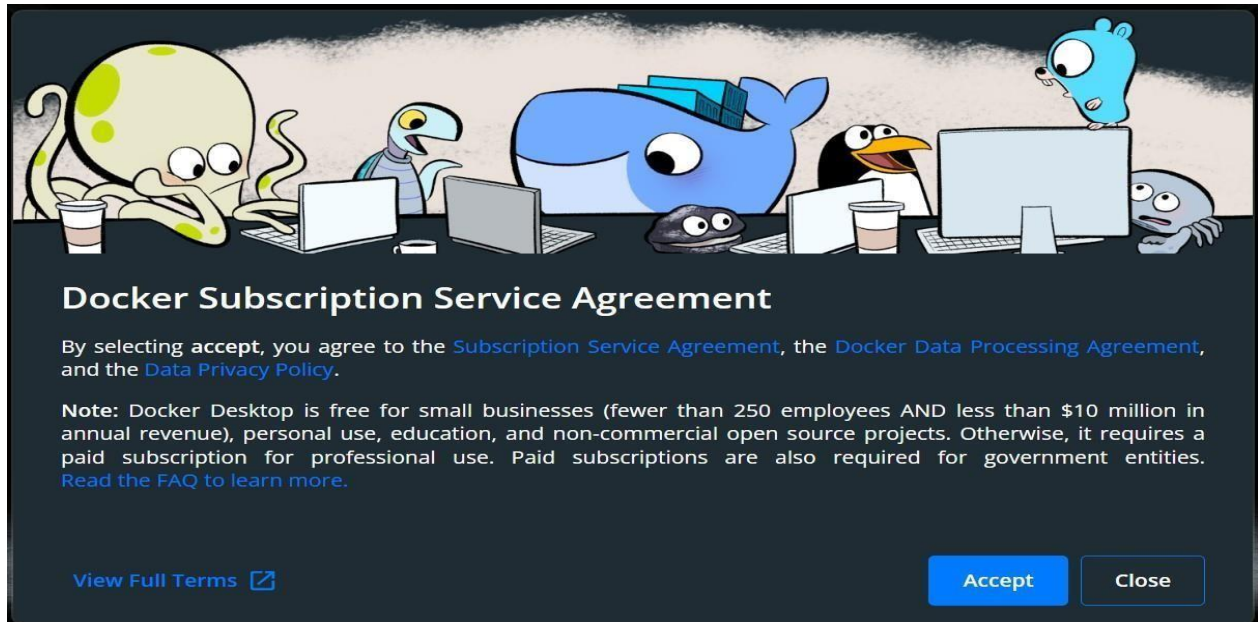 Docker Subscription Service Agreement
By selecting accept, you agree to the Subscription Service Agreement, the Docker Data Processing Agreement,
and the Data Privacy Policy.
Note: Docker Desktop is free for small businesses (fewer than 250 employees AND less than $10 million in
annual revenue), personal use, education, and non-commercial open source projects. Otherwise, it requires a
paid subscription for professional use. Paid subscriptions are also required for government entities.
Read the FAQ to learn more.
View Full Terms
Accept
Close